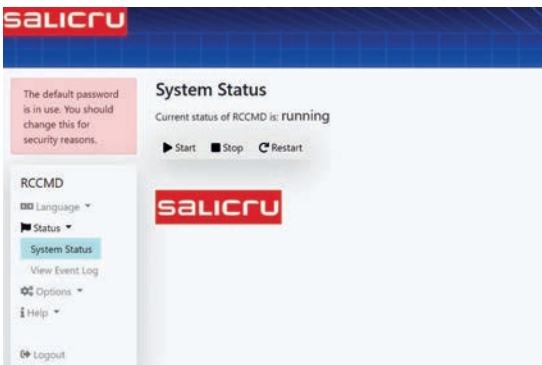 salicru
The default password
is in use. You should
change this for
security reasons.
System Status
Current status of RCCMD is: running
Start Stop Restart
RCCMD
Language
Status
System Status
View Event Log
Options
Help
Logout
salicru